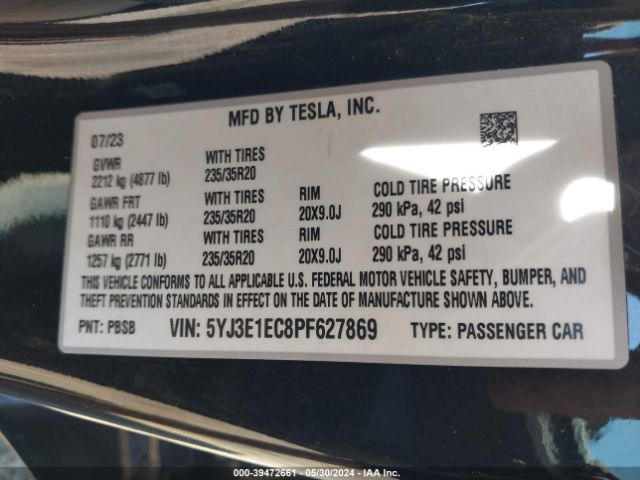 MFD BY TESLA, INC.
07/23
GVWR WITH TIRES
2212 kg (4877 lb) 235/35R20
GAWR FRT WITH TIRES RIM COLD TIRE PRESSURE
1110 kg (2447 lb) 235/35R20 20X9.0J 290 kPa, 42 psi
GAWR RR WITH TIRES RIM COLD TIRE PRESSURE
1257 kg (2771 lb) 235/35R20 20X9.0J 290 kPa, 42 psi
THIS VEHICLE CONFORMS TO ALL APPLICABLE U.S. FEDERAL MOTOR VEHICLE SAFETY, BUMPER, AND
THEFT PREVENTION STANDARDS IN EFFECT ON THE DATE OF MANUFACTURE SHOWN ABOVE.
PNT: PBSB VIN: 5YJ3E1EC8PF627869 TYPE: PASSENGER CAR
000-39472661 - 05/30/2024 - IAA Inc.